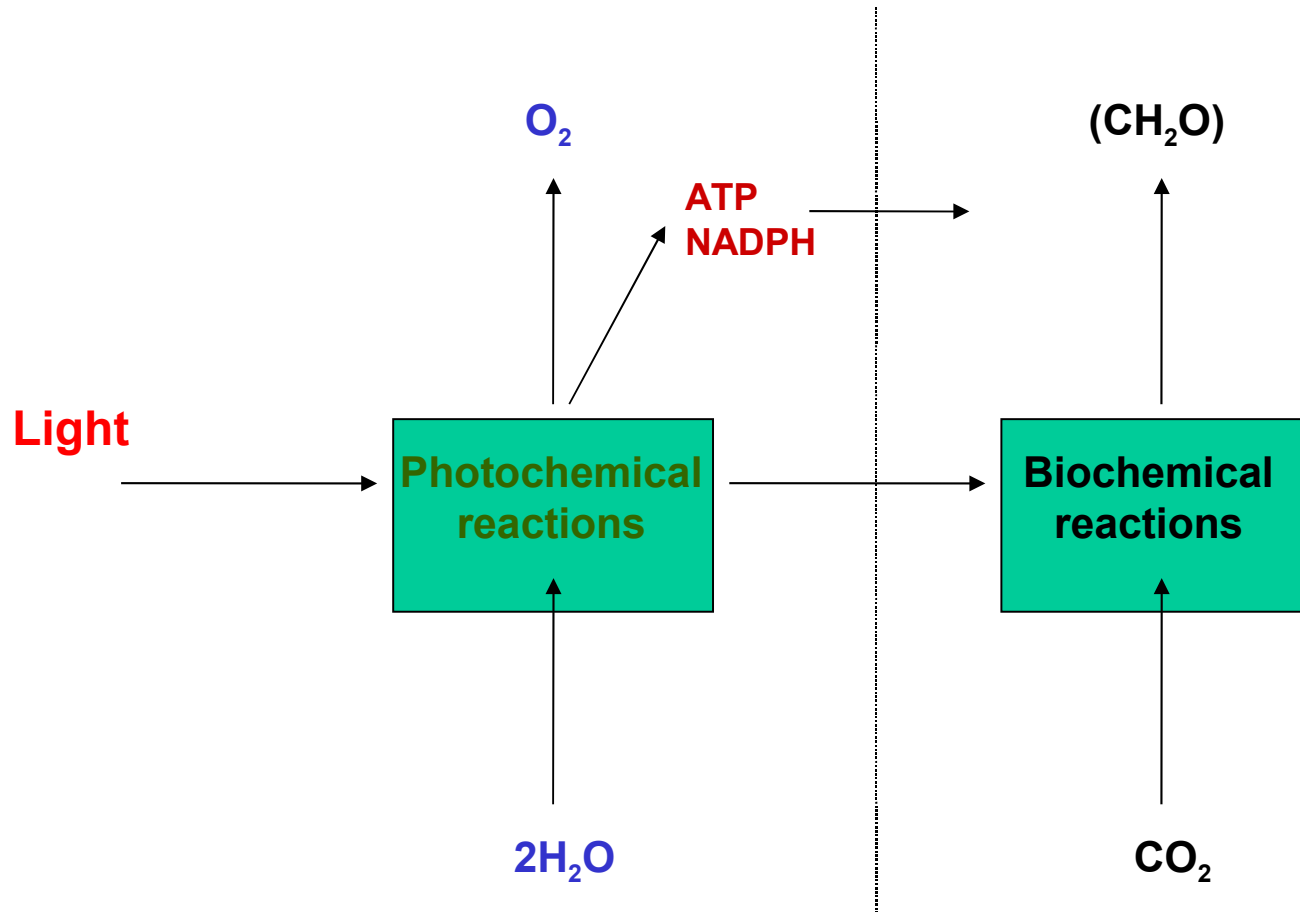 O₂
(CH₂O)
ATP
NADPH
Light
Photochemical
reactions
Biochemical
reactions
2H₂O
CO₂